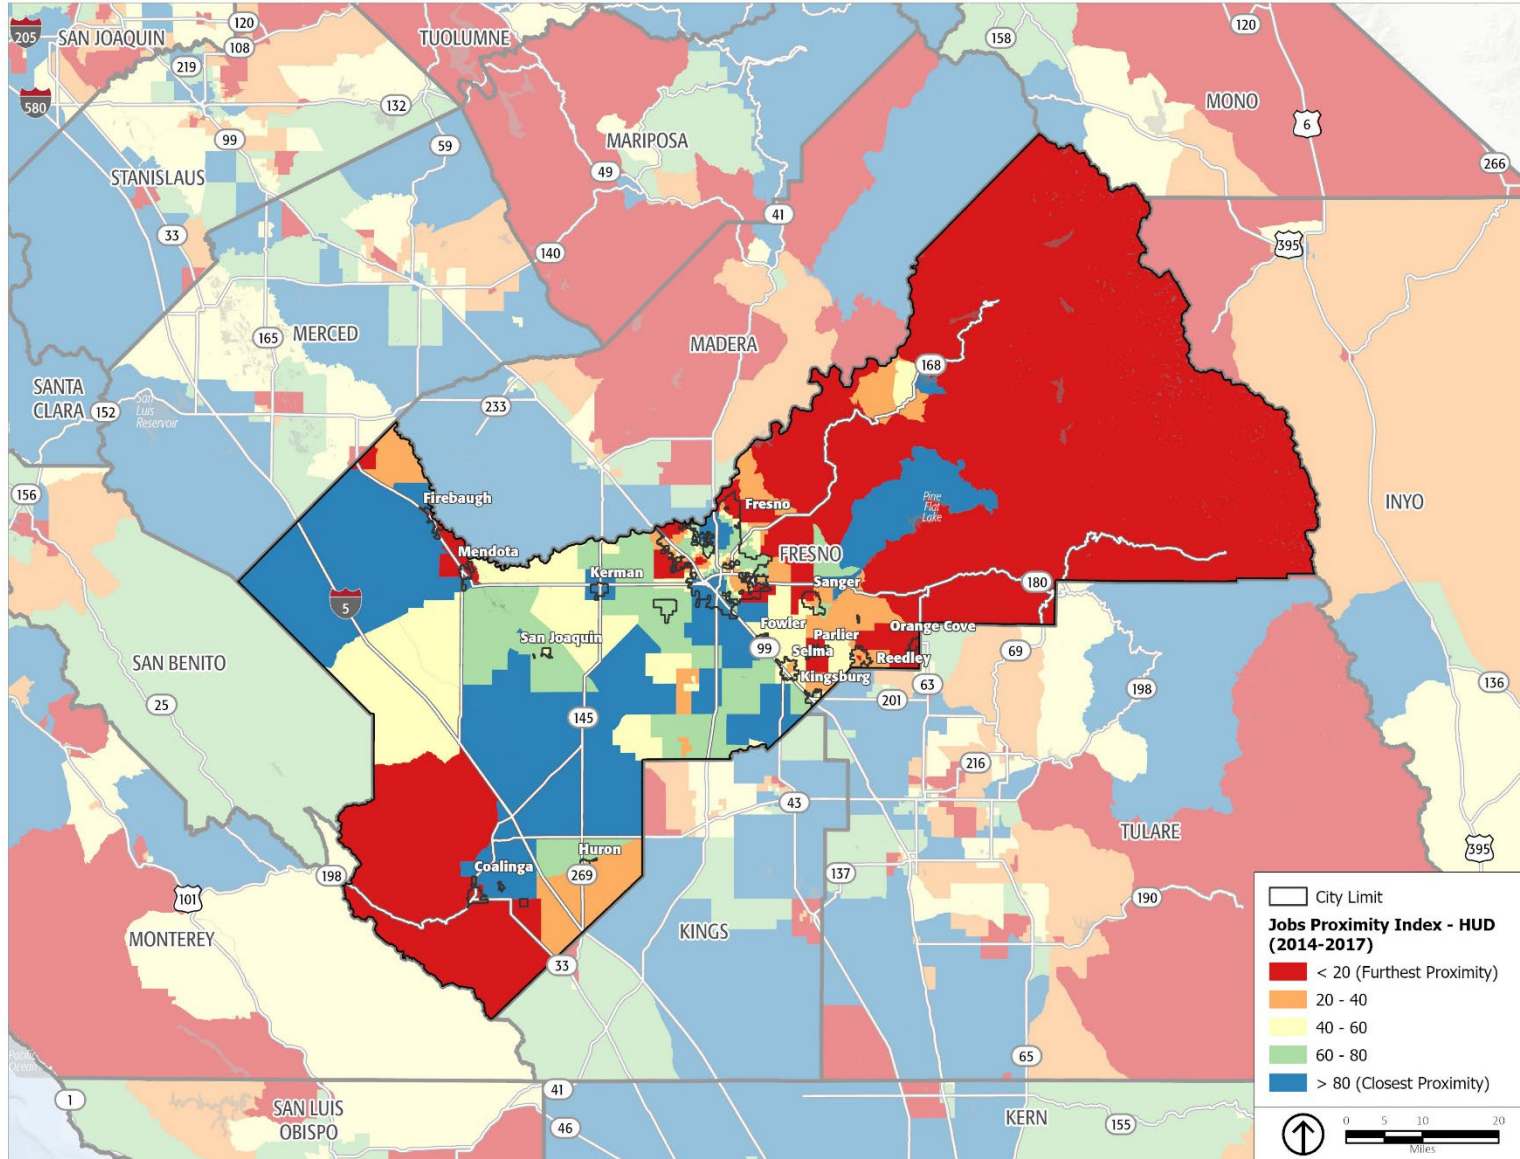 205
SAN JOAQUIN
120
108
TUOLUMNE
158
120
219
580
132
MONO
6
99
59
MARIPOSA
266
STANISLAUS
49
33
41
395
140
165
MERCED
MADERA
168
SANTA
CLARA
152
San
Luis
Reservoir
233
156
Firebaugh
Fresno
Pine
Flat
Lake
INYO
Mendota
FRESNO
Kerman
Sanger
180
5
Fowler
Orange Cove
San Joaquin
Parlier
SAN BENITO
99
Selma
Reedley
69
Kingsburg
63
198
136
25
201
145
216
43
TULARE
395
Huron
Coalinga
198
269
137
101
190
MONTEREY
KINGS
33
Pacific
Ocean
65
41
1
SAN LUIS
OBISPO
46
KERN
155
City Limit
Jobs Proximity Index - HUD
(2014-2017)
< 20 (Furthest Proximity)
20 - 40
40 - 60
60 - 80
> 80 (Closest Proximity)
0 5 10 20
Miles